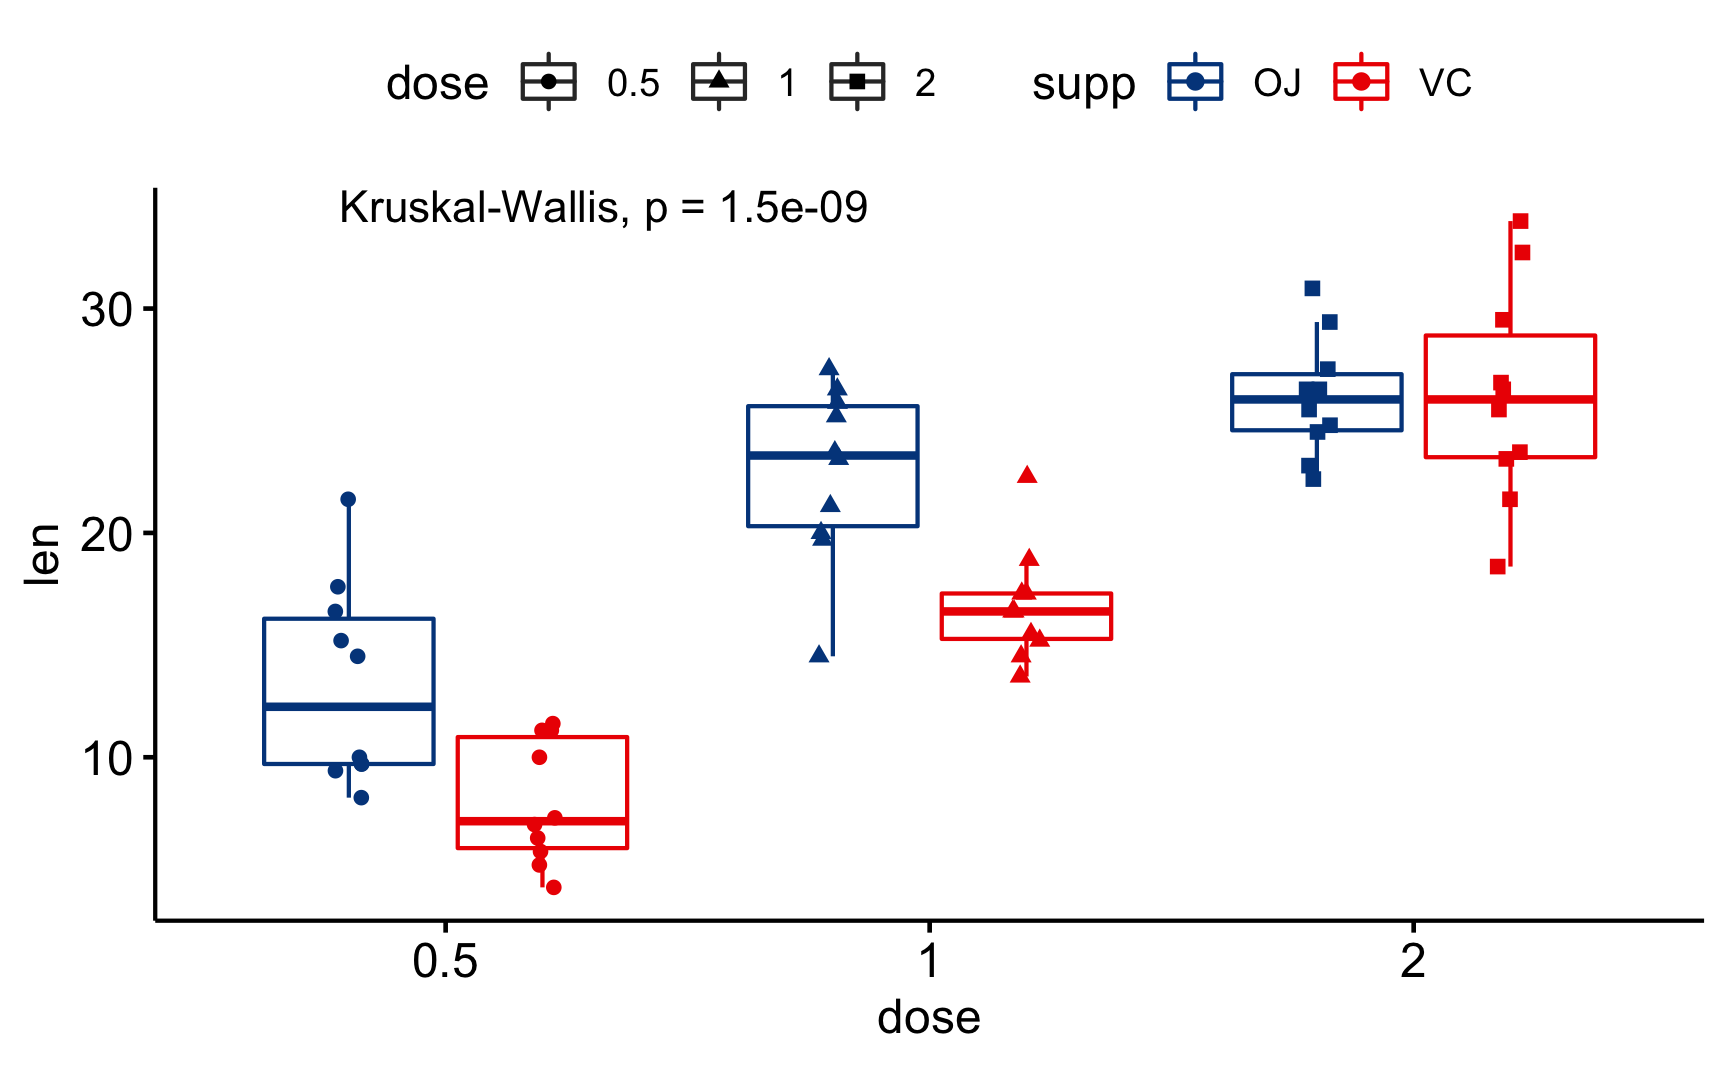 dose 0.5 1 2 supp OJ VC
Kruskal-Wallis, p = 1.5e-09
30
20
10
len
0.5 1 2
dose